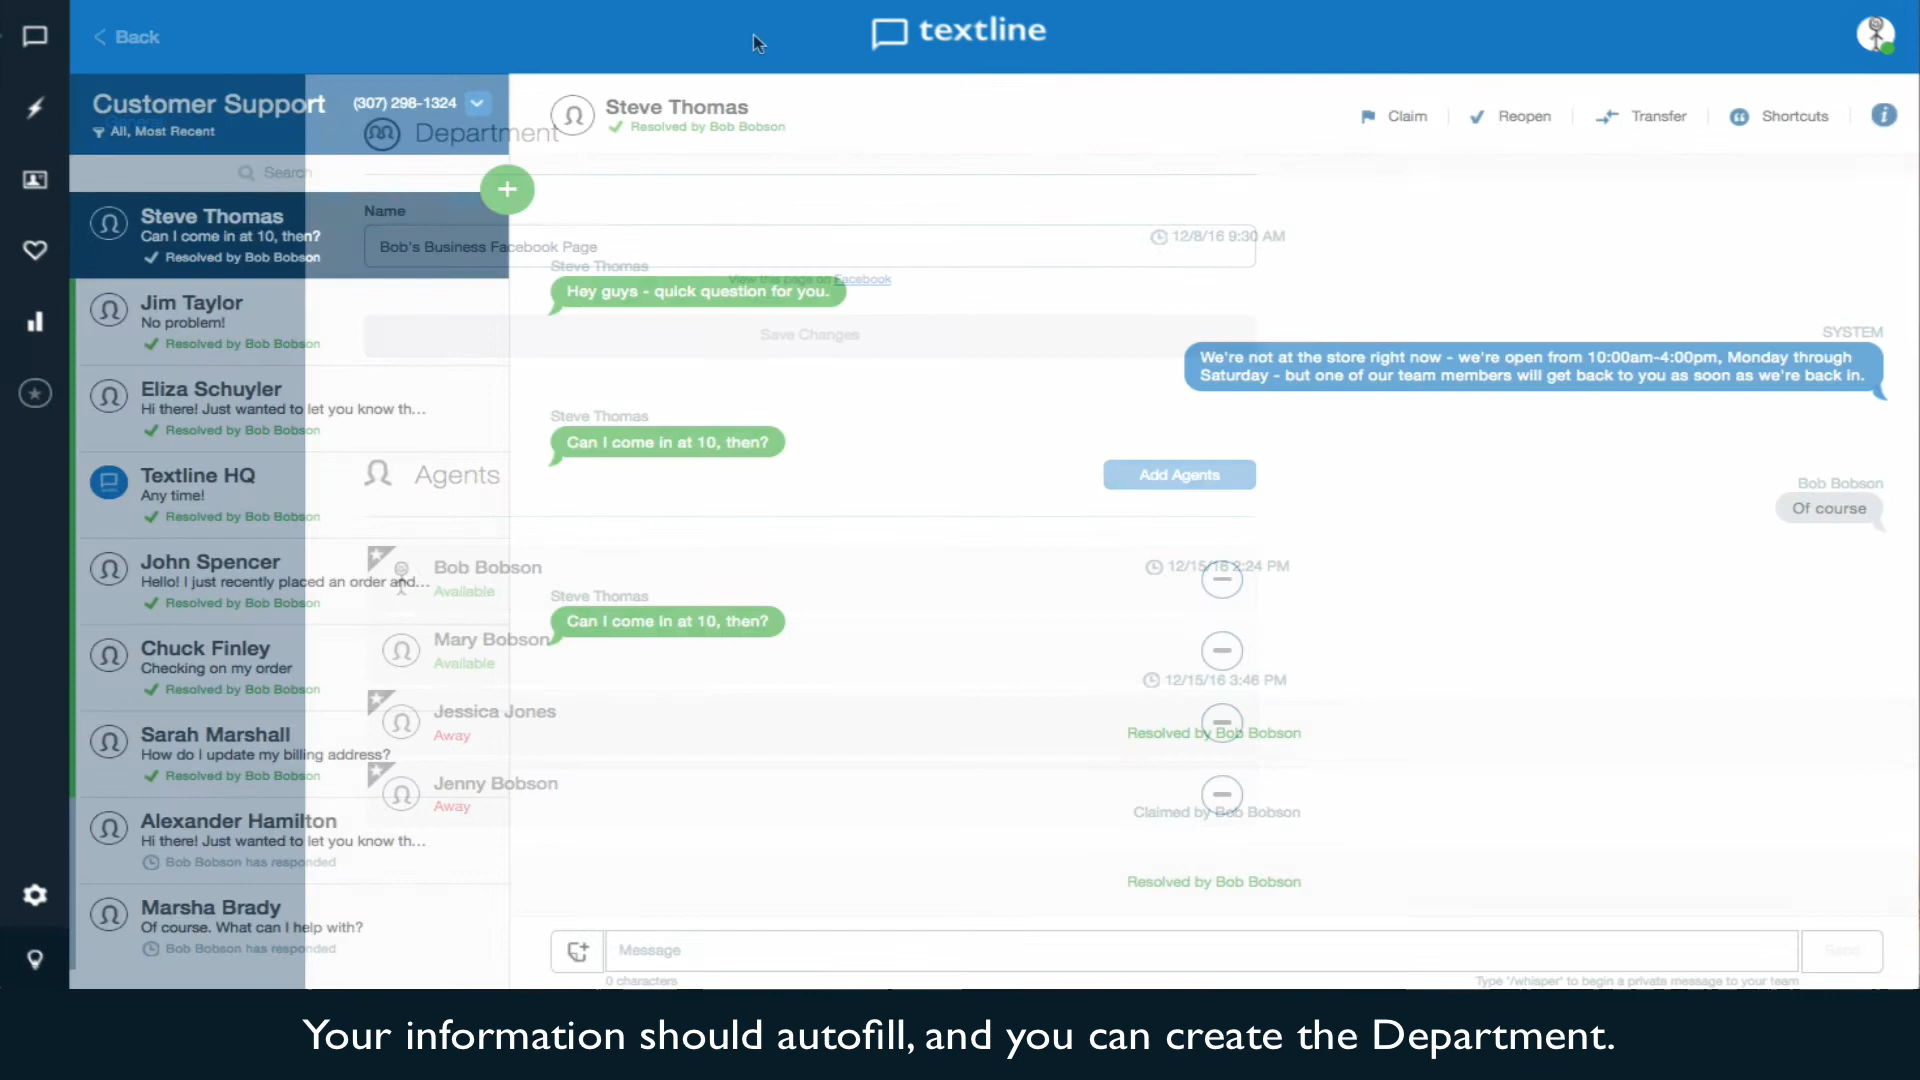 Back
textline
Customer Support
(307) 298-1324
All, Most Recent
Search
Steve Thomas
Can I come in at 10, then?
Resolved by Bob Bobson
Jim Taylor
No problem!
Resolved by Bob Bobson
Eliza Schuyler
Hi there! Just wanted to let you know th...
Resolved by Bob Bobson
Textline HQ
Any time!
Resolved by Bob Bobson
John Spencer
Hello! I just recently placed an order and...
Resolved by Bob Bobson
Chuck Finley
Checking on my order
Resolved by Bob Bobson
Sarah Marshall
How do I update my billing address?
Resolved by Bob Bobson
Alexander Hamilton
Hi there! Just wanted to let you know th...
Bob Bobson has responded
Marsha Brady
Of course. What can I help with?
Bob Bobson has responded
Department
Name
Bob's Business Facebook Page
View this page on Facebook
Save Changes
Agents
Add Agents
Bob Bobson
Available
Mary Bobson
Available
Jessica Jones
Away
Jenny Bobson
Away
Steve Thomas
Resolved by Bob Bobson
Claim
Reopen
Transfer
Shortcuts
12/8/16 9:30 AM
Steve Thomas
Hey guys - quick question for you.
SYSTEM
We're not at the store right now - we're open from 10:00am-4:00pm, Monday through
Saturday - but one of our team members will get back to you as soon as we're back in.
Steve Thomas
Can I come in at 10, then?
Bob Bobson
Of course
12/15/16 2:24 PM
Steve Thomas
Can I come in at 10, then?
12/15/16 3:46 PM
Resolved by Bob Bobson
Claimed by Bob Bobson
Resolved by Bob Bobson
Message
Send
0 characters
Type '/whisper' to begin a private message to your team
Your information should autofill, and you can create the Department.